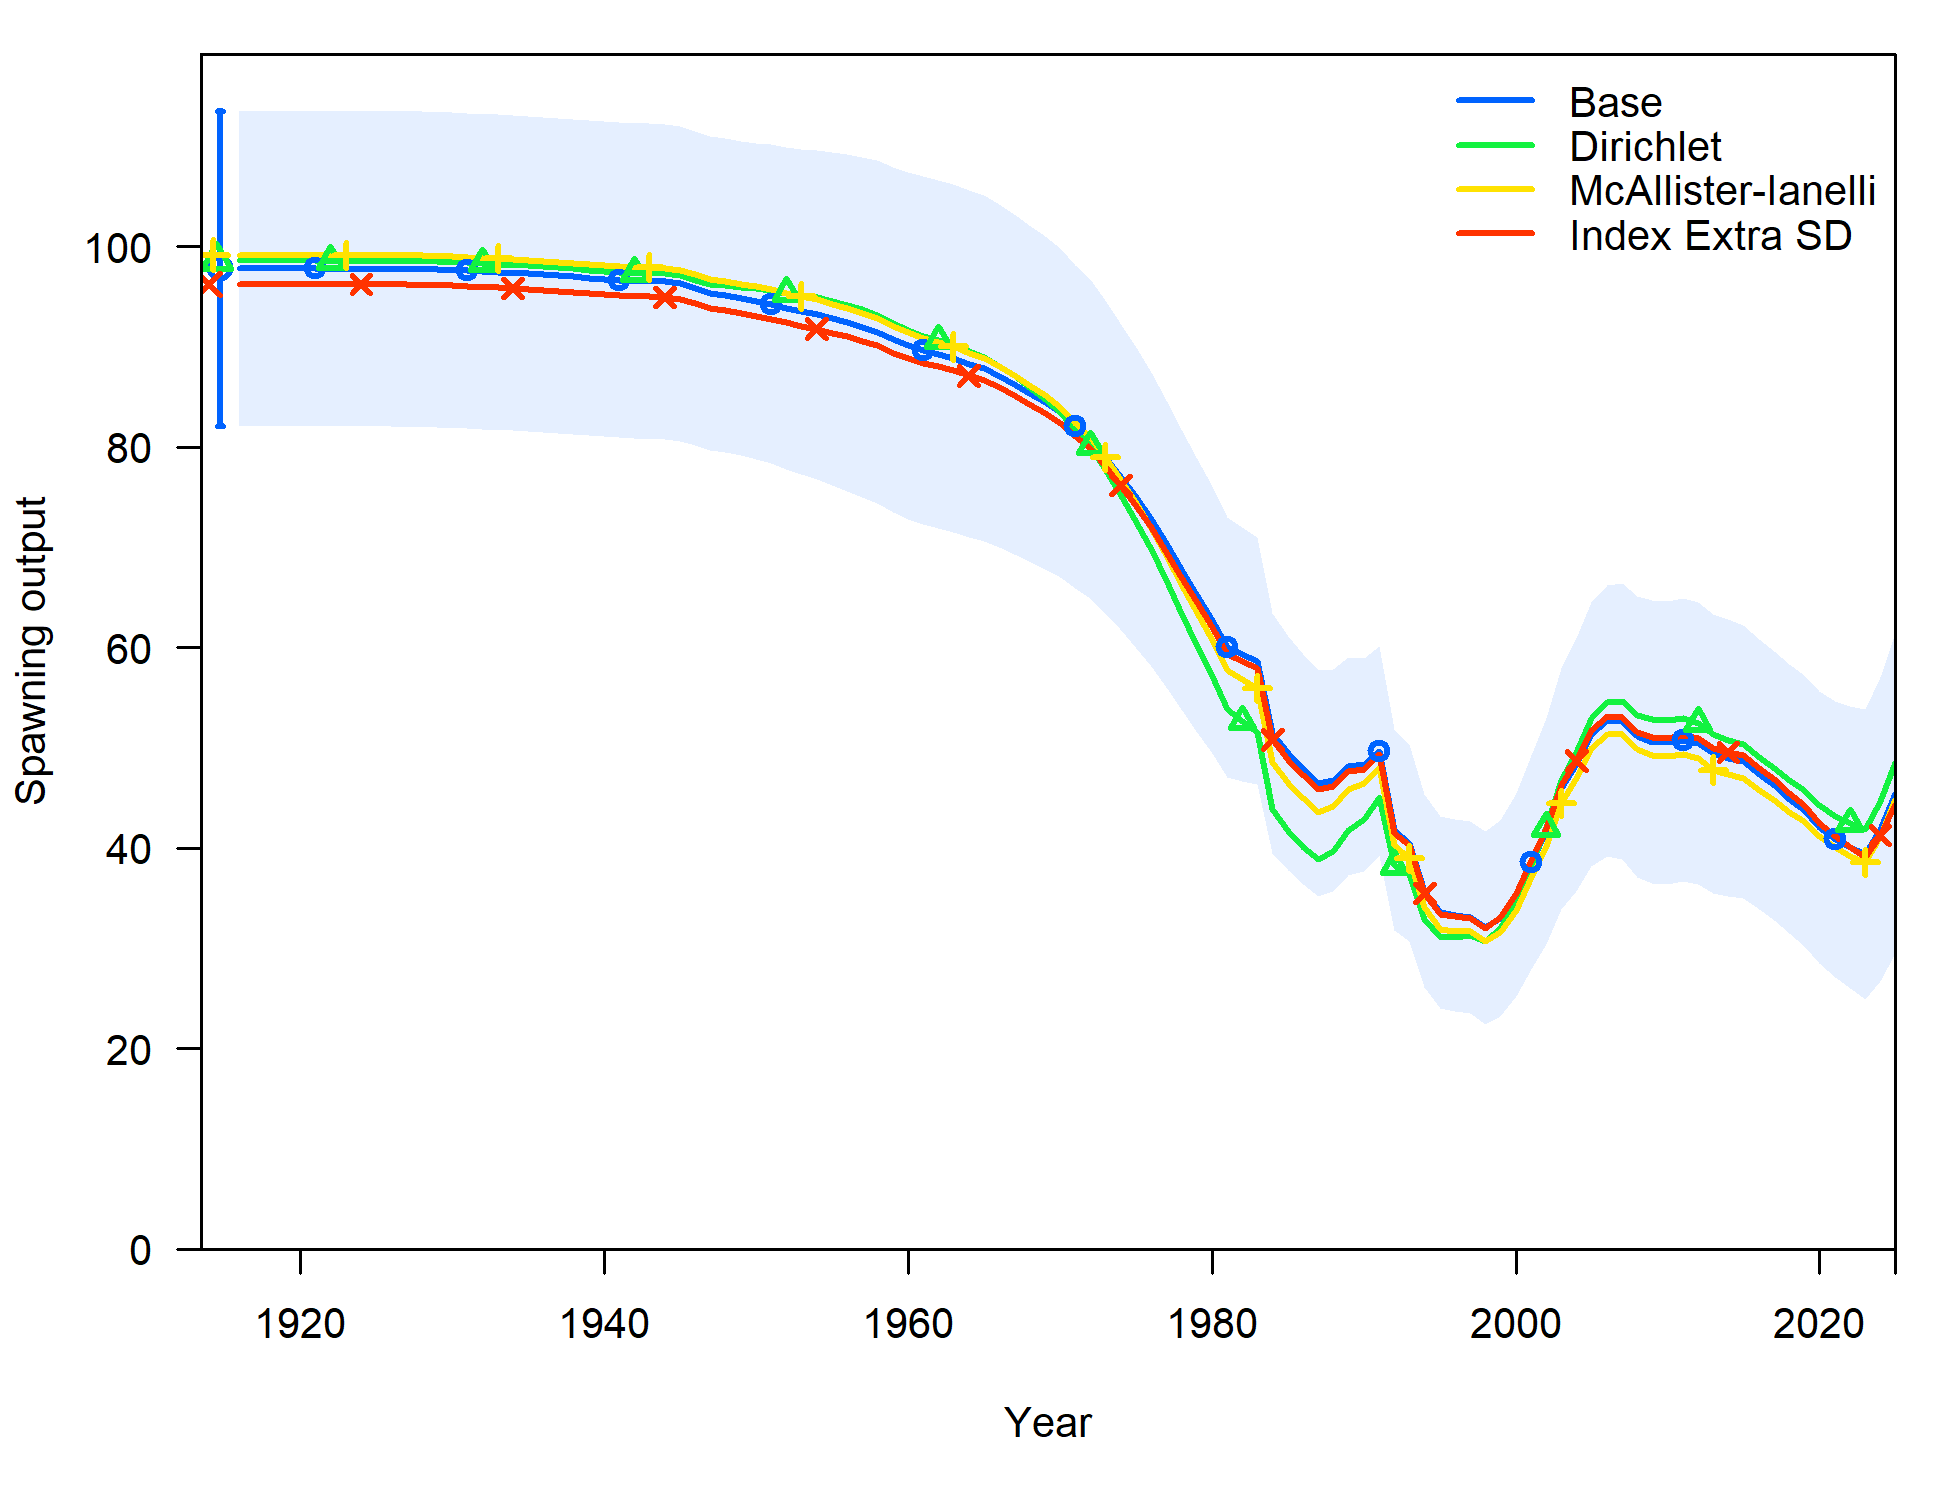 Base
Dirichlet
McAllister-Ianelli
Index Extra SD
Spawning output
100
80
60
40
20
0
1920 1940 1960 1980 2000 2020
Year